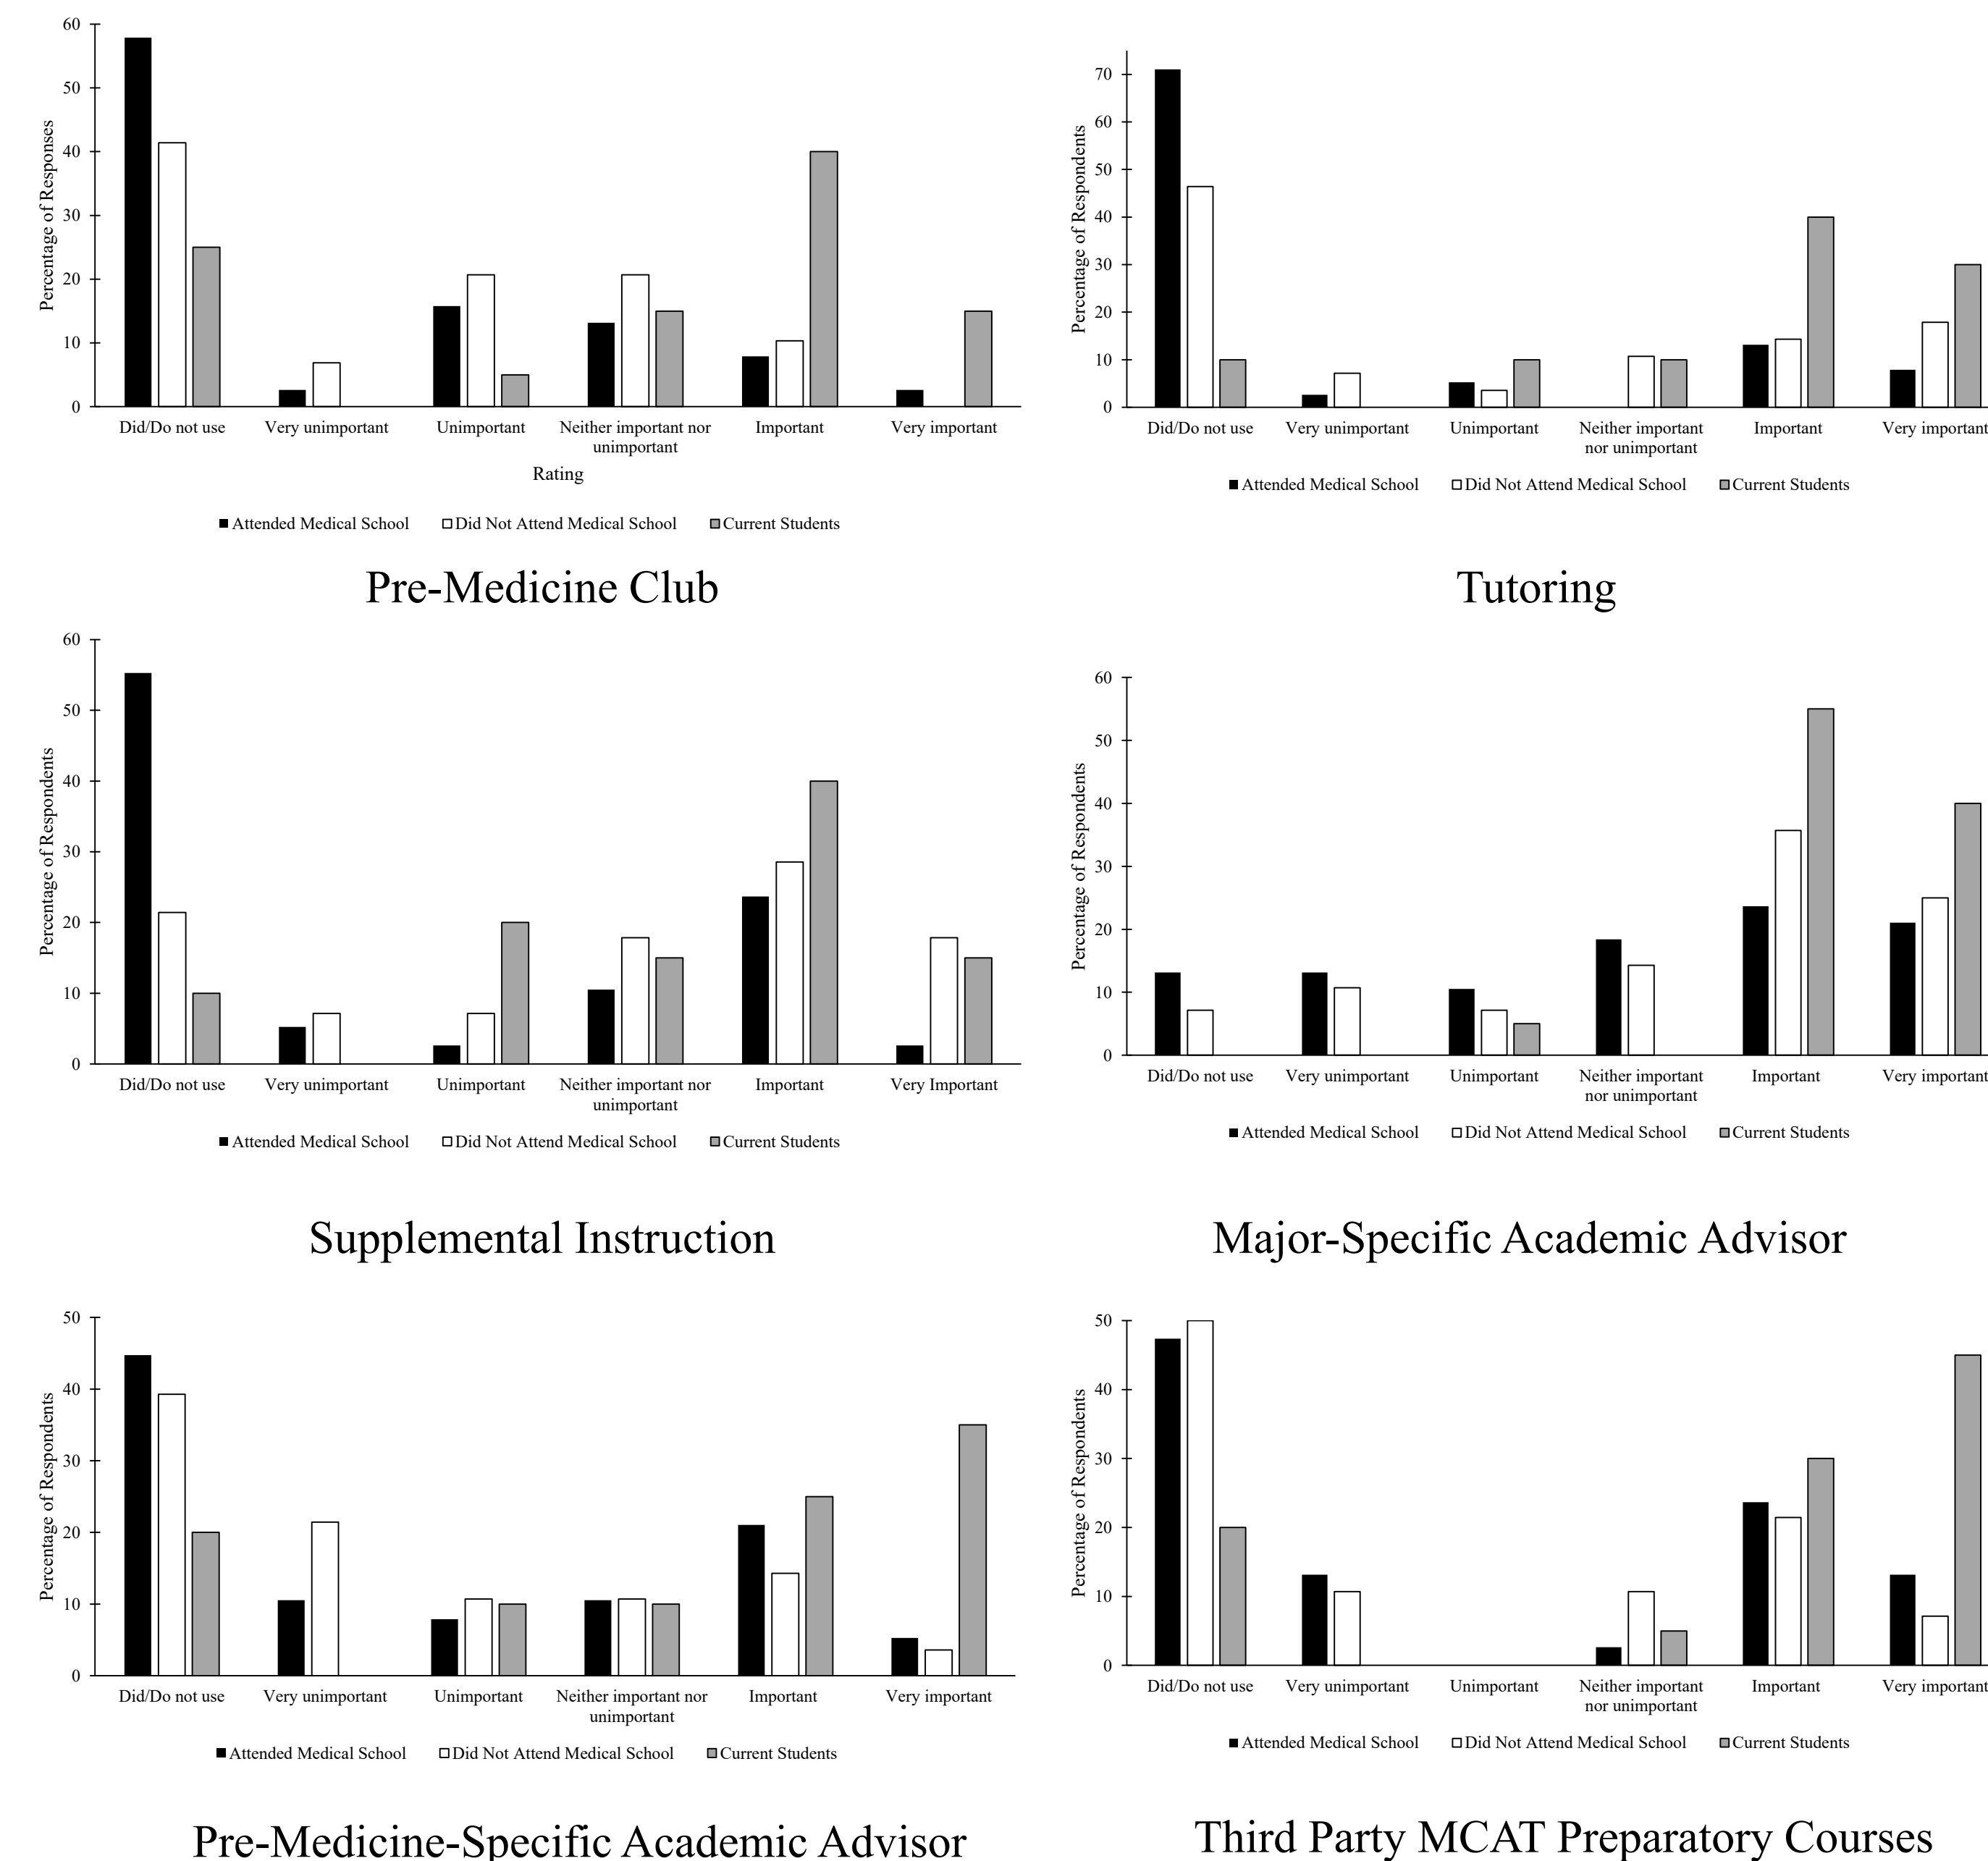 60
50
40
30
20
10
0
Percentage of Responses
Did/Do not use
Very unimportant
Unimportant
Neither important nor
unimportant
Important
Very important
Rating
Attended Medical School
Did Not Attend Medical School
Current Students
Pre-Medicine Club
70
60
50
40
30
20
10
0
Percentage of Respondents
Did/Do not use
Very unimportant
Unimportant
Neither important
nor unimportant
Important
Very important
Attended Medical School
Did Not Attend Medical School
Current Students
Tutoring
60
50
40
30
20
10
0
Percentage of Respondents
Did/Do not use
Very unimportant
Unimportant
Neither important nor
unimportant
Important
Very Important
Attended Medical School
Did Not Attend Medical School
Current Students
Supplemental Instruction
60
50
40
30
20
10
0
Percentage of Respondents
Did/Do not use
Very unimportant
Unimportant
Neither important
nor unimportant
Important
Very important
Attended Medical School
Did Not Attend Medical School
Current Students
Major-Specific Academic Advisor
50
40
30
20
10
0
Percentage of Respondents
Did/Do not use
Very unimportant
Unimportant
Neither important nor
unimportant
Important
Very important
Attended Medical School
Did Not Attend Medical School
Current Students
Pre-Medicine-Specific Academic Advisor
50
40
30
20
10
0
Percentage of Respondents
Did/Do not use
Very unimportant
Unimportant
Neither important
nor unimportant
Important
Very important
Attended Medical School
Did Not Attend Medical School
Current Students
Third Party MCAT Preparatory Courses